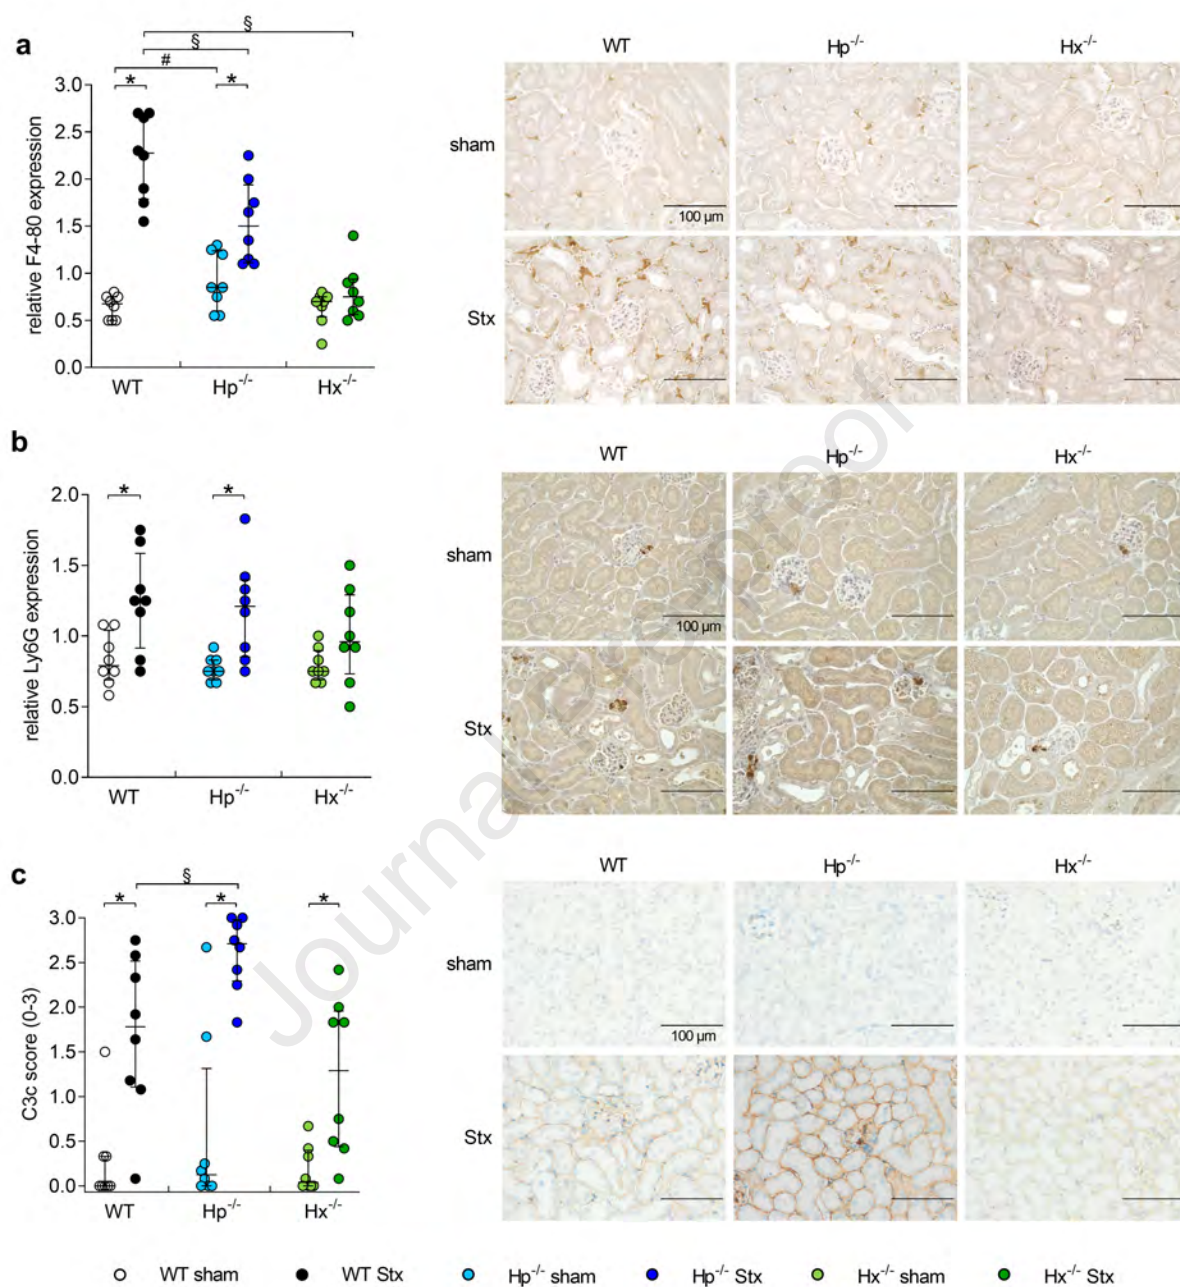 a
§
§
#
*
*
relative F4-80 expression
3.0
2.5
2.0
1.5
1.0
0.5
0.0
WT
Hp-/-
Hx-/-
WT
Hp-/-
Hx-/-
sham
100 µm
Stx
b
*
*
relative Ly6G expression
2.0
1.5
1.0
0.5
0.0
WT
Hp-/-
Hx-/-
WT
Hp-/-
Hx-/-
sham
100 µm
Stx
c
§
*
*
*
C3c score (0-3)
3.0
2.5
2.0
1.5
1.0
0.5
0.0
WT
Hp-/-
Hx-/-
WT
Hp-/-
Hx-/-
sham
100 µm
Stx
WT sham WT Stx Hp-/- sham Hp-/- Stx Hx-/- sham Hx-/- Stx
Journal Pre-proof